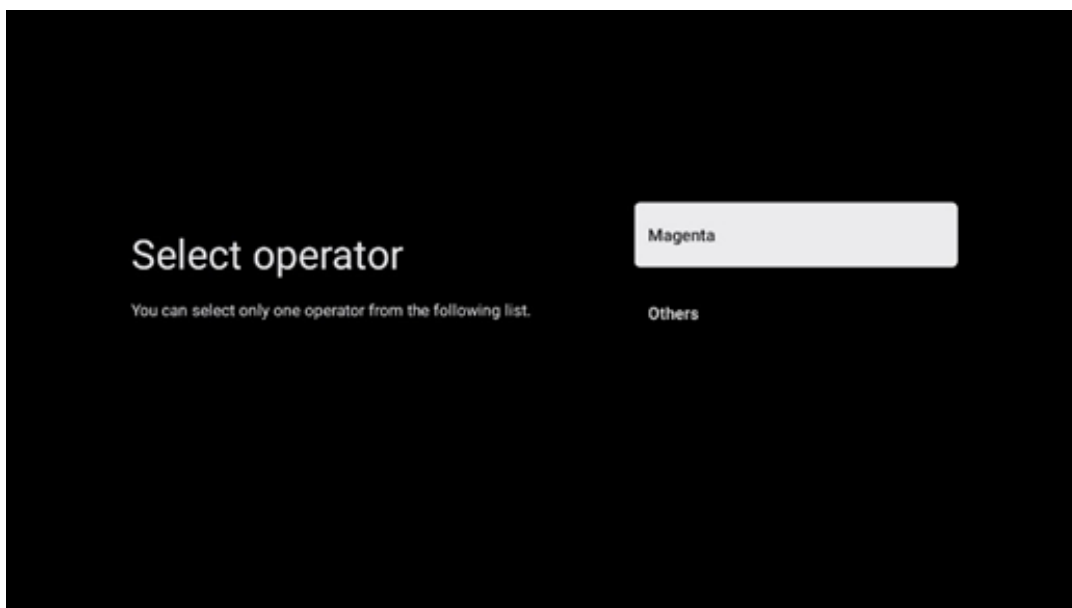 Select operator
You can select only one operator from the following list.
Magenta
Others